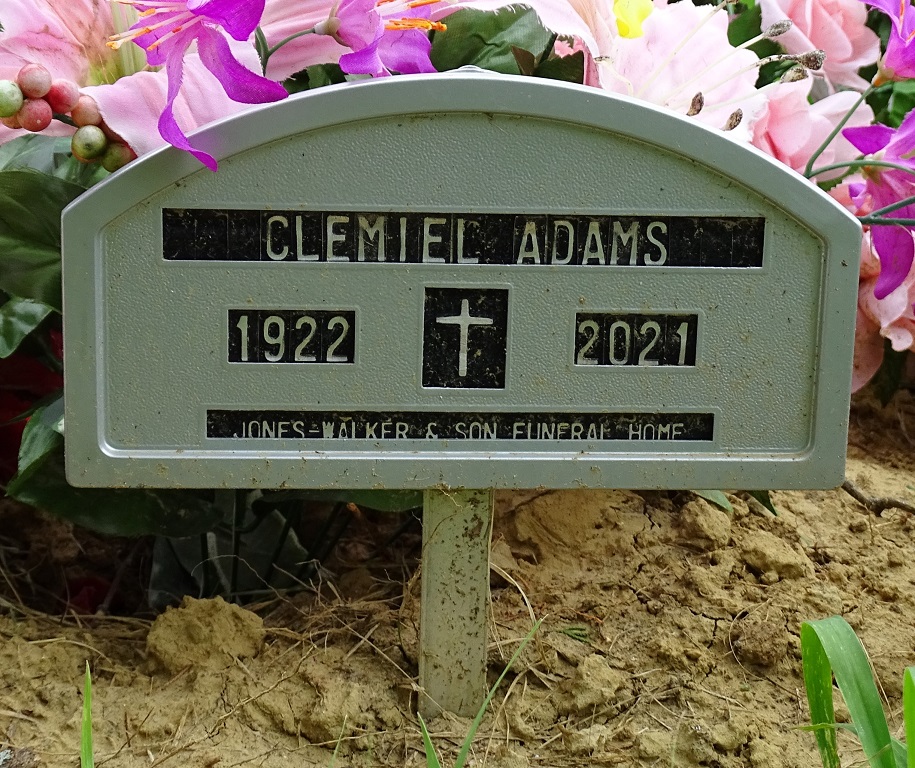 CLEMIEL ADAMS
1922 2021
JONES-WALKER & SON FUNERAL HOME